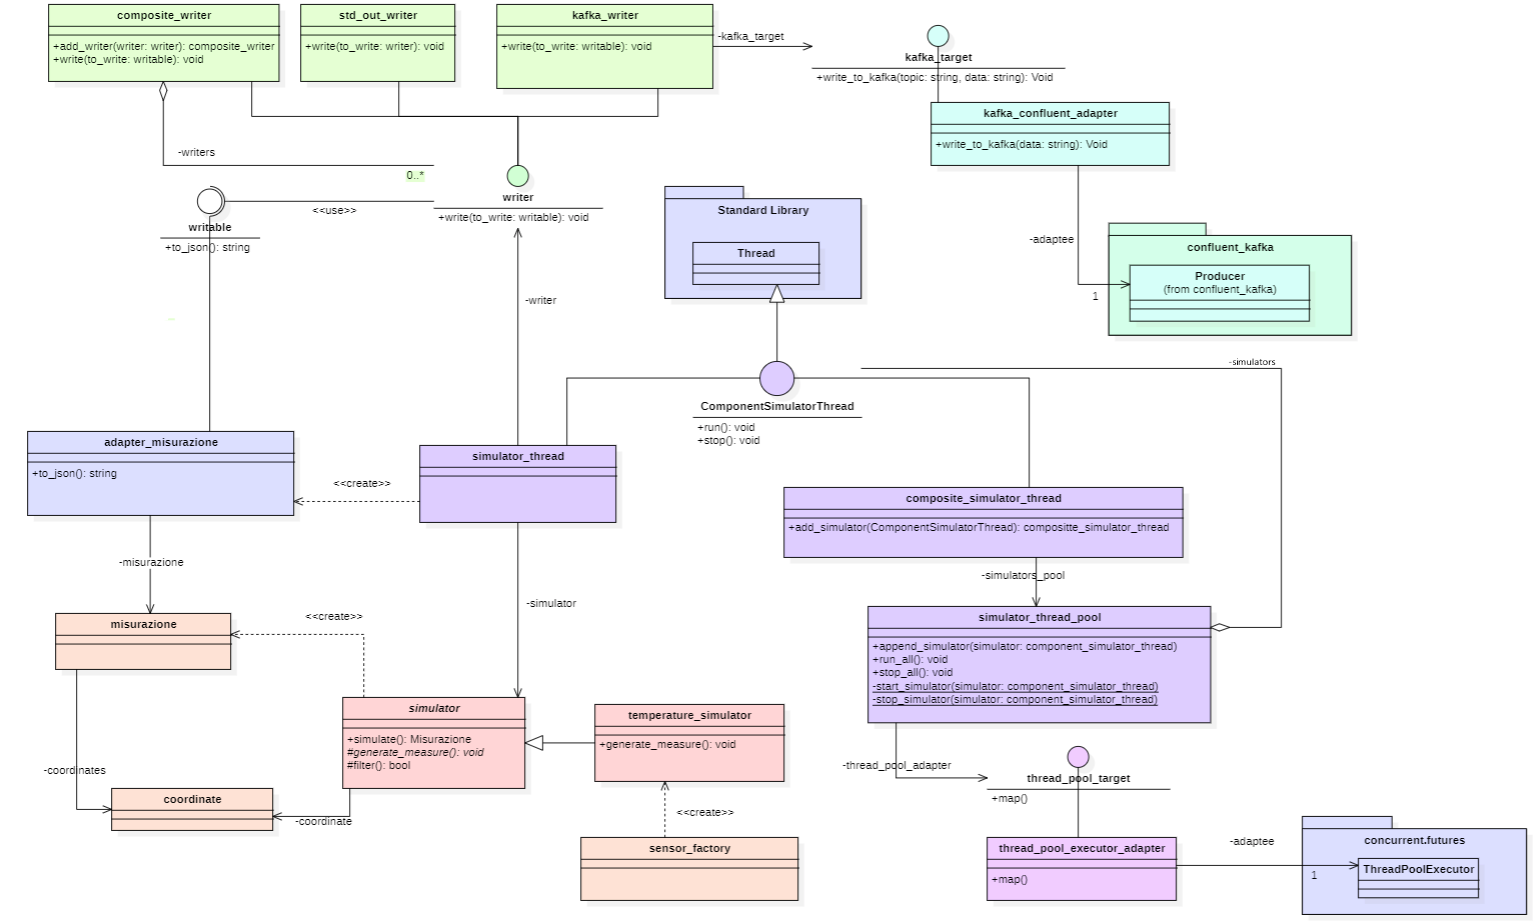 composite_writer
+add_writer(writer: writer): composite_writer
+write(to_write: writable): void
std_out_writer
+write(to_write: writer): void
kafka_writer
+write(to_write: writable): void
-kafka_target
kafka_target
+write_to_kafka(topic: string, data: string): Void
kafka_confluent_adapter
+write_to_kafka(data: string): Void
-writers
0..*
writer
+write(to_write: writable): void
<<use>>
writable
+to_json(): string
Standard Library
Thread
-adaptee
1
confluent_kafka
Producer
(from confluent_kafka)
-writer
-simulators
ComponentSimulatorThread
+run(): void
+stop(): void
adapter_misurazione
+to_json(): string
<<create>>
simulator_thread
composite_simulator_thread
+add_simulator(ComponentSimulatorThread): compositte_simulator_thread
-misurazione
-simulators_pool
misurazione
<<create>>
-simulator
simulator_thread_pool
+append_simulator(simulator: component_simulator_thread)
+run_all(): void
+stop_all(): void
-start_simulator(simulator: component_simulator_thread)
-stop_simulator(simulator: component_simulator_thread)
simulator
+simulate(): Misurazione
#generate_measure(): void
#filter(): bool
temperature_simulator
+generate_measure(): void
-coordinates
coordinate
-coordinate
<<create>>
sensor_factory
-thread_pool_adapter
thread_pool_target
+map()
thread_pool_executor_adapter
+map()
-adaptee
1
concurrent.futures
ThreadPoolExecutor